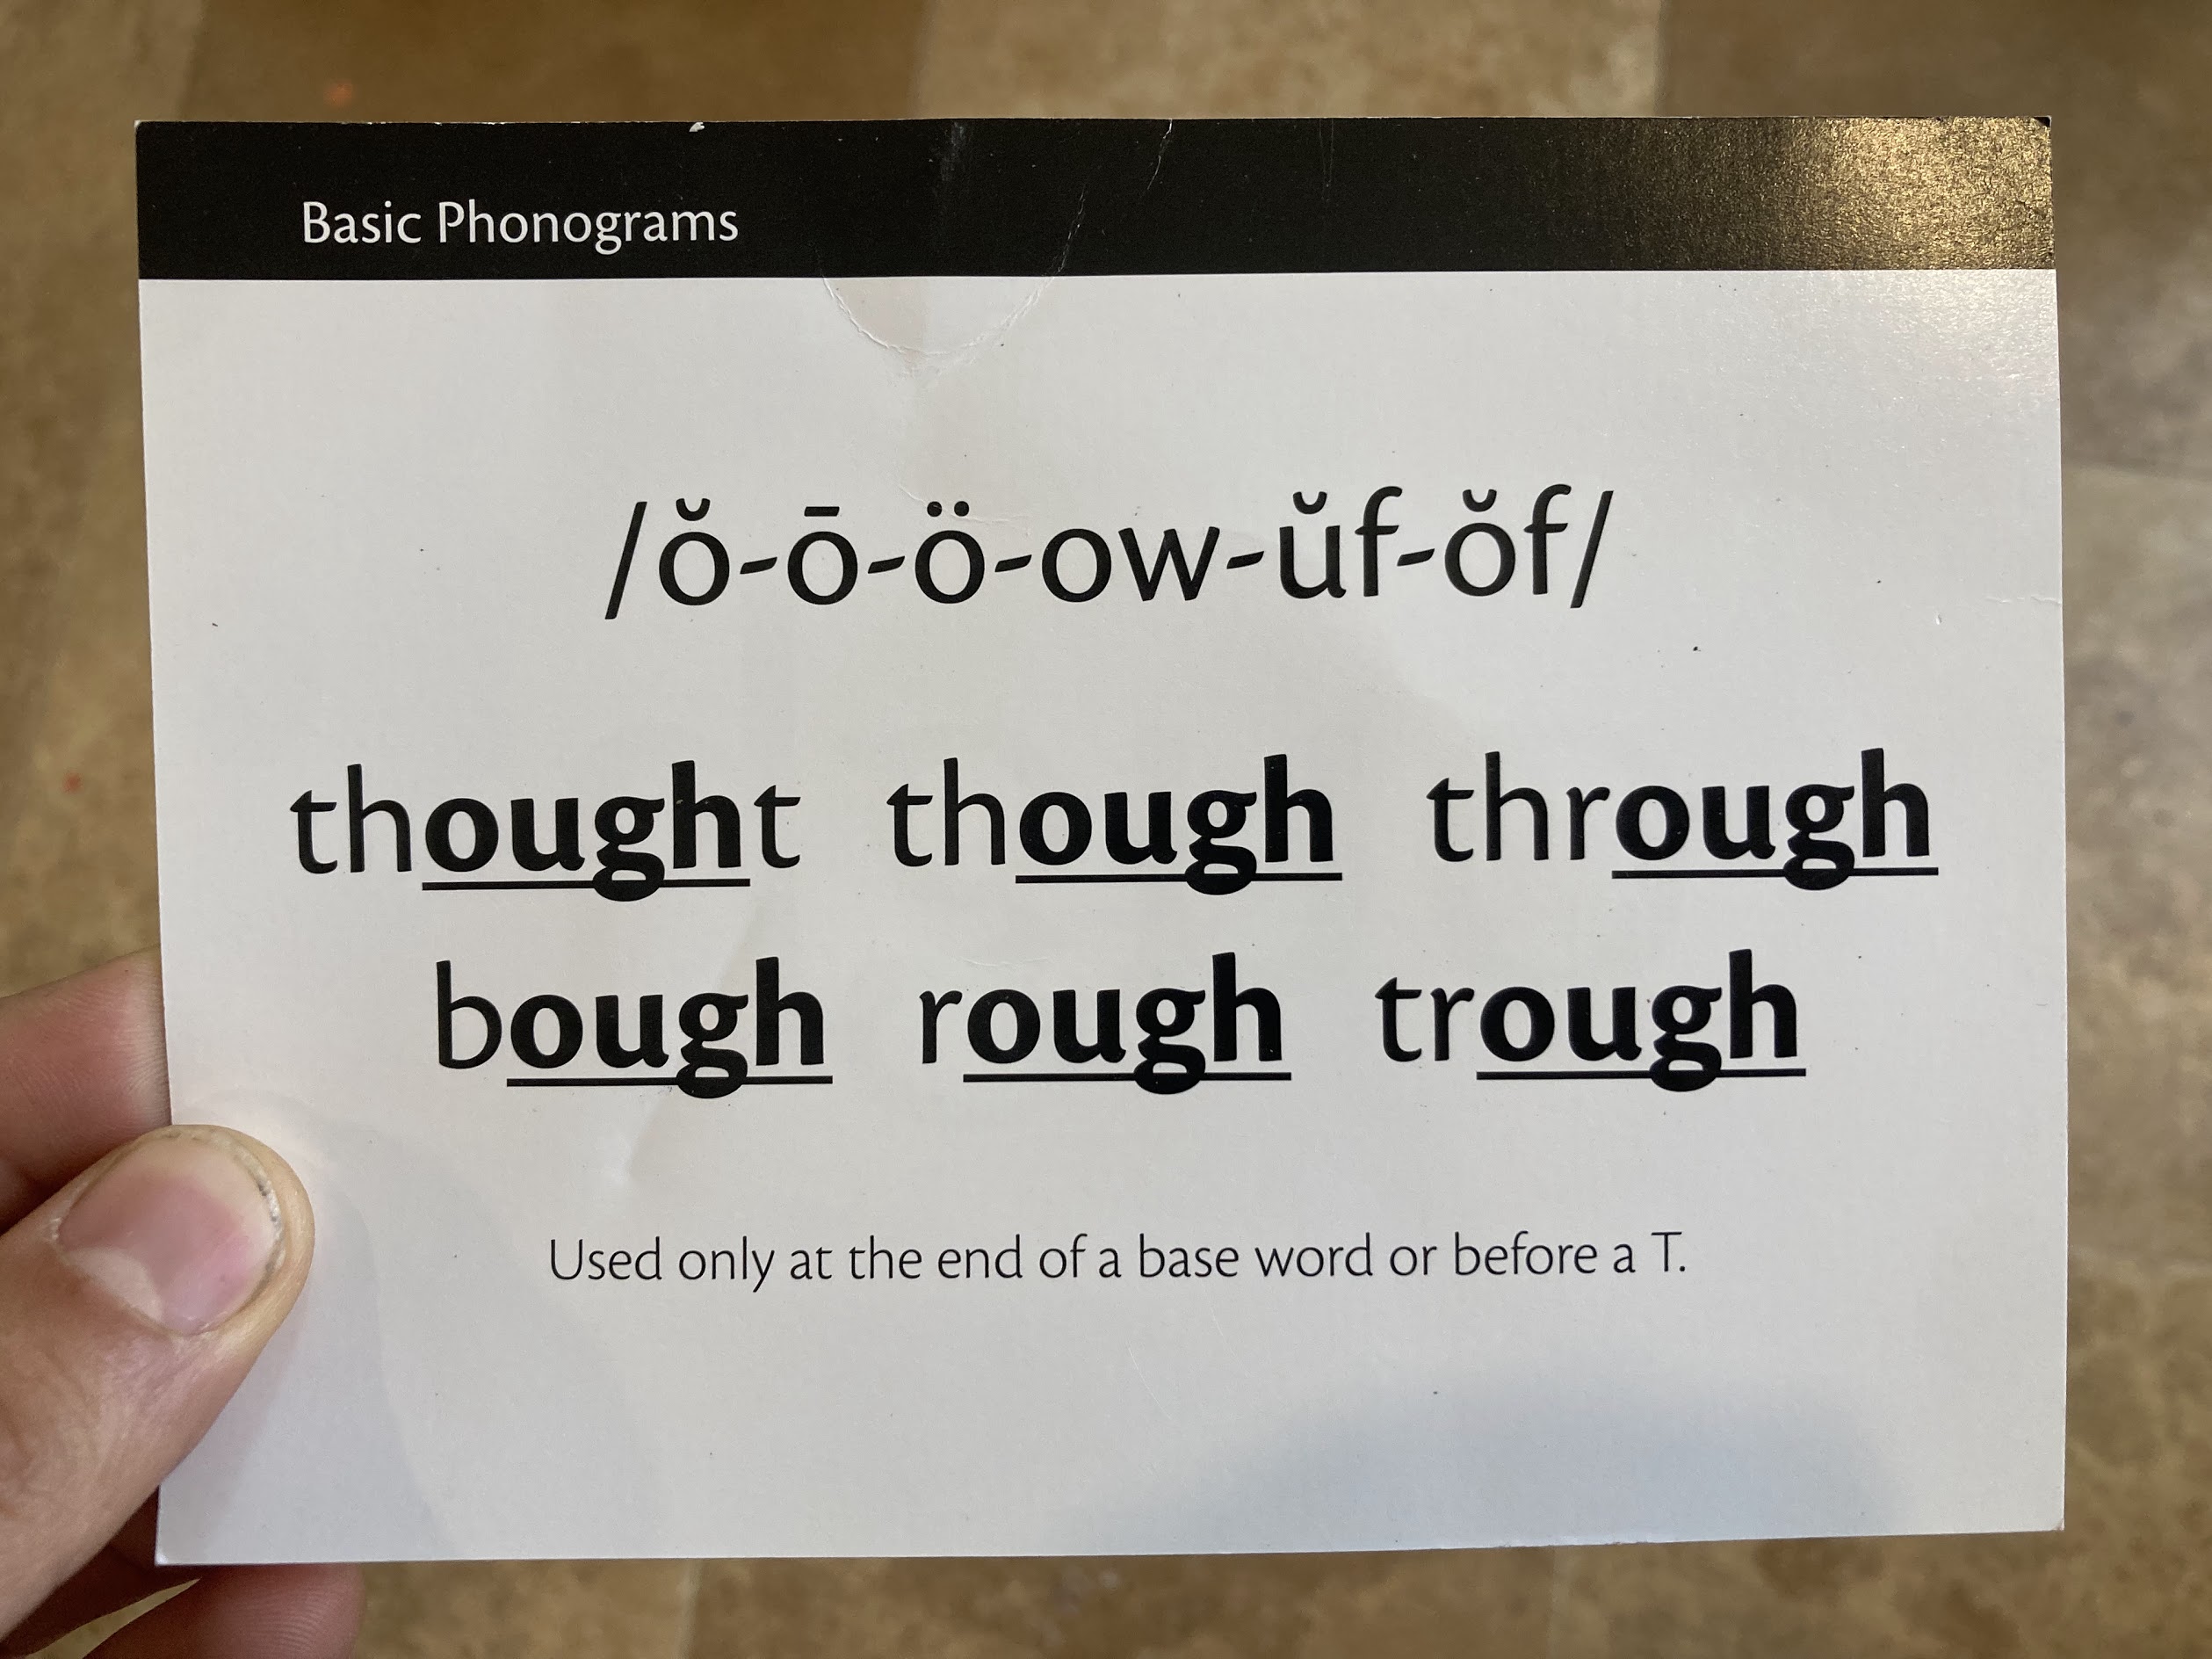 Basic Phonograms
/ŏ-ō-ö-ow-ŭf-ŏf/
thought though through
bough rough trough
Used only at the end of a base word or before a T.